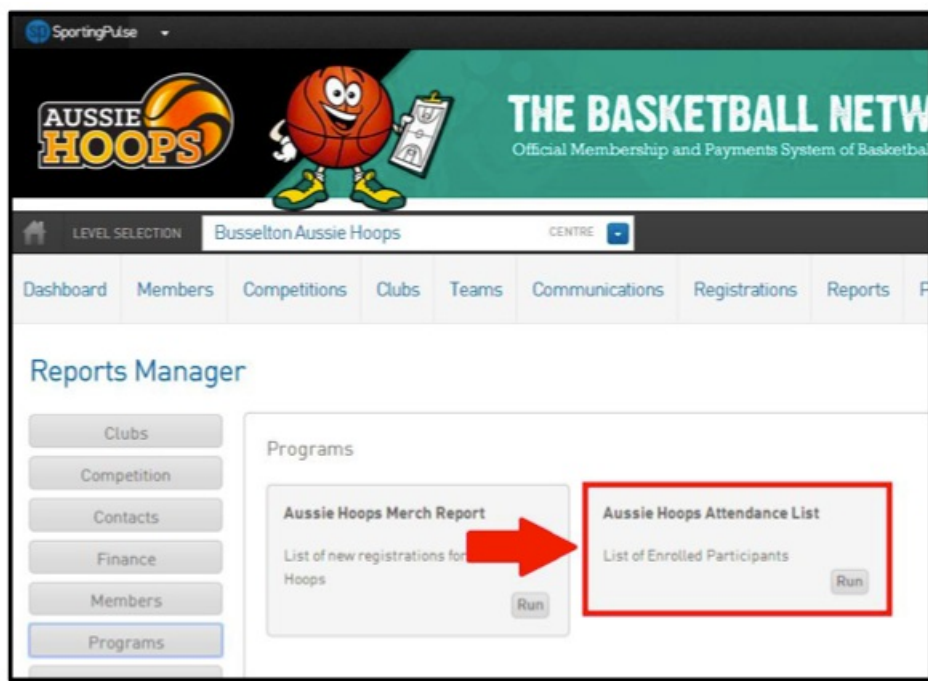 SportingPulse
AUSSIE
HOOPS
THE BASKETBALL NETW
Official Membership and Payments System of Basketbal
LEVEL SELECTION Busselton Aussie Hoops CENTRE
Dashboard Members Competitions Clubs Teams Communications Registrations Reports
Reports Manager
Clubs
Competition
Contacts
Finance
Members
Programs
Programs
Aussie Hoops Merch Report
List of new registrations for
Hoops
Run
Aussie Hoops Attendance List
List of Enrolled Participants
Run